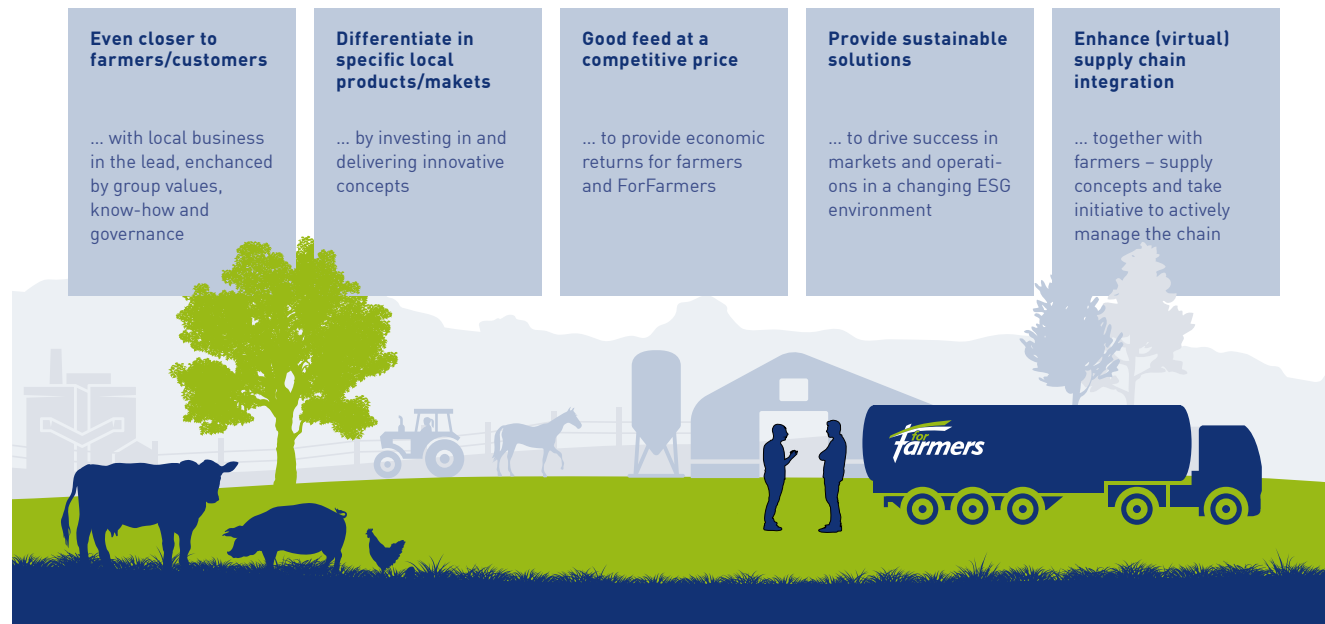 Even closer to
farmers/customers
... with local business
in the lead, enchanced
by group values,
know-how and
governance
Differentiate in
specific local
products/makets
... by investing in and
delivering innovative
concepts
Good feed at a
competitive price
... to provide economic
returns for farmers
and ForFarmers
Provide sustainable
solutions
... to drive success in
markets and operati-
ons in a changing ESG
environment
Enhance (virtual)
supply chain
integration
... together with
farmers – supply
concepts and take
initiative to actively
manage the chain
for
farmers